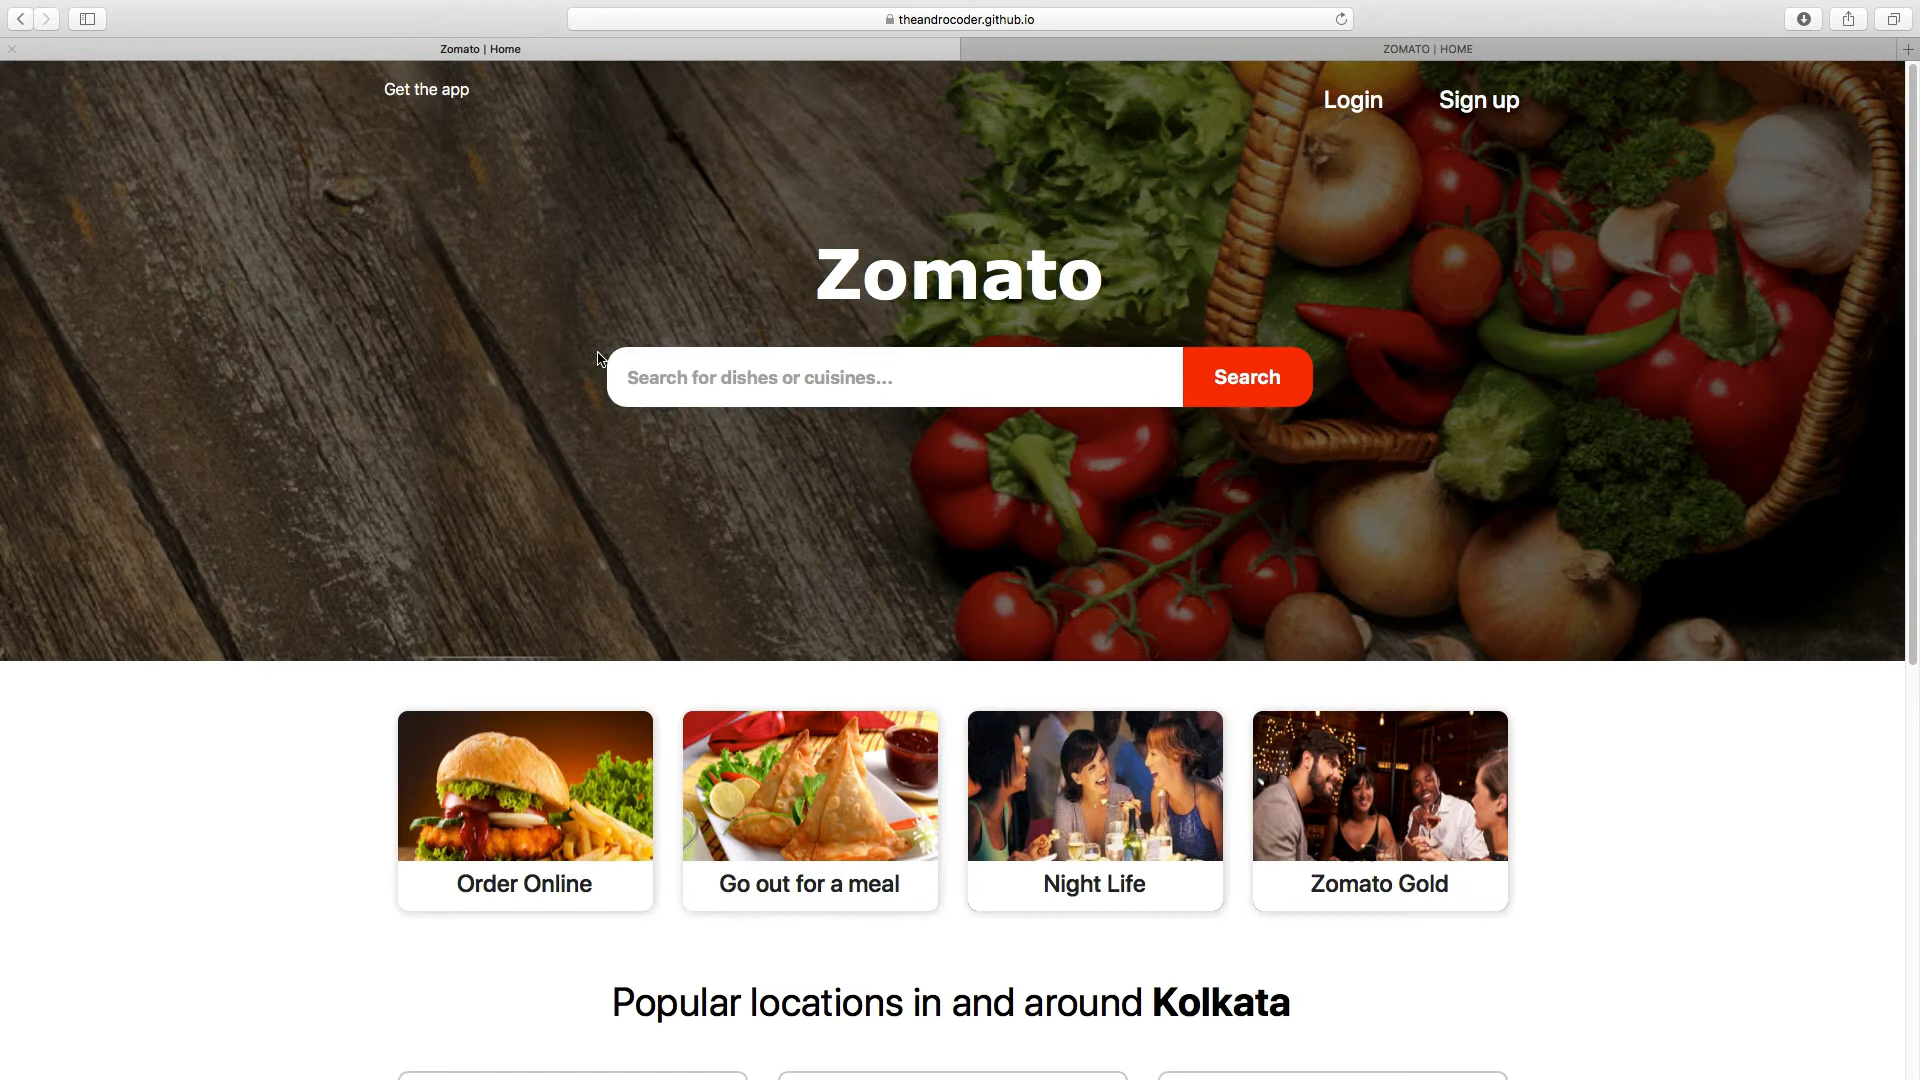 theandrocoder.github.io
Zomato | Home
ZOMATO | HOME
Get the app
Login
Sign up
Zomato
Search for dishes or cuisines...
Search
Order Online
Go out for a meal
Night Life
Zomato Gold
Popular locations in and around Kolkata